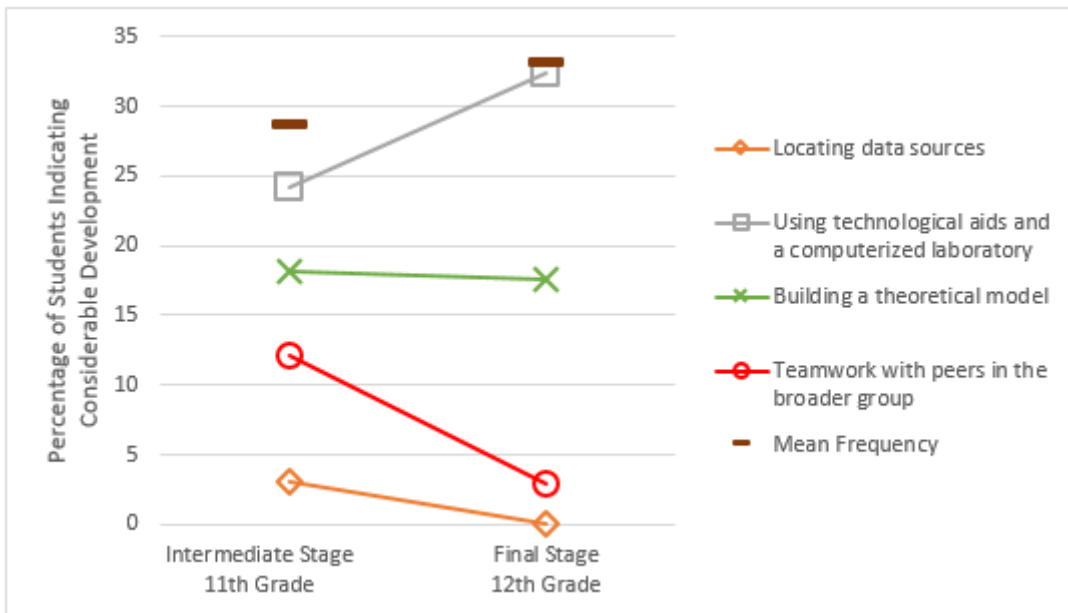 Percentage of Students Indicating
Considerable Development
35
30
25
20
15
10
5
0
Intermediate Stage
11th Grade
Final Stage
12th Grade
Locating data sources
Using technological aids and
a computerized laboratory
Building a theoretical model
Teamwork with peers in the
broader group
Mean Frequency